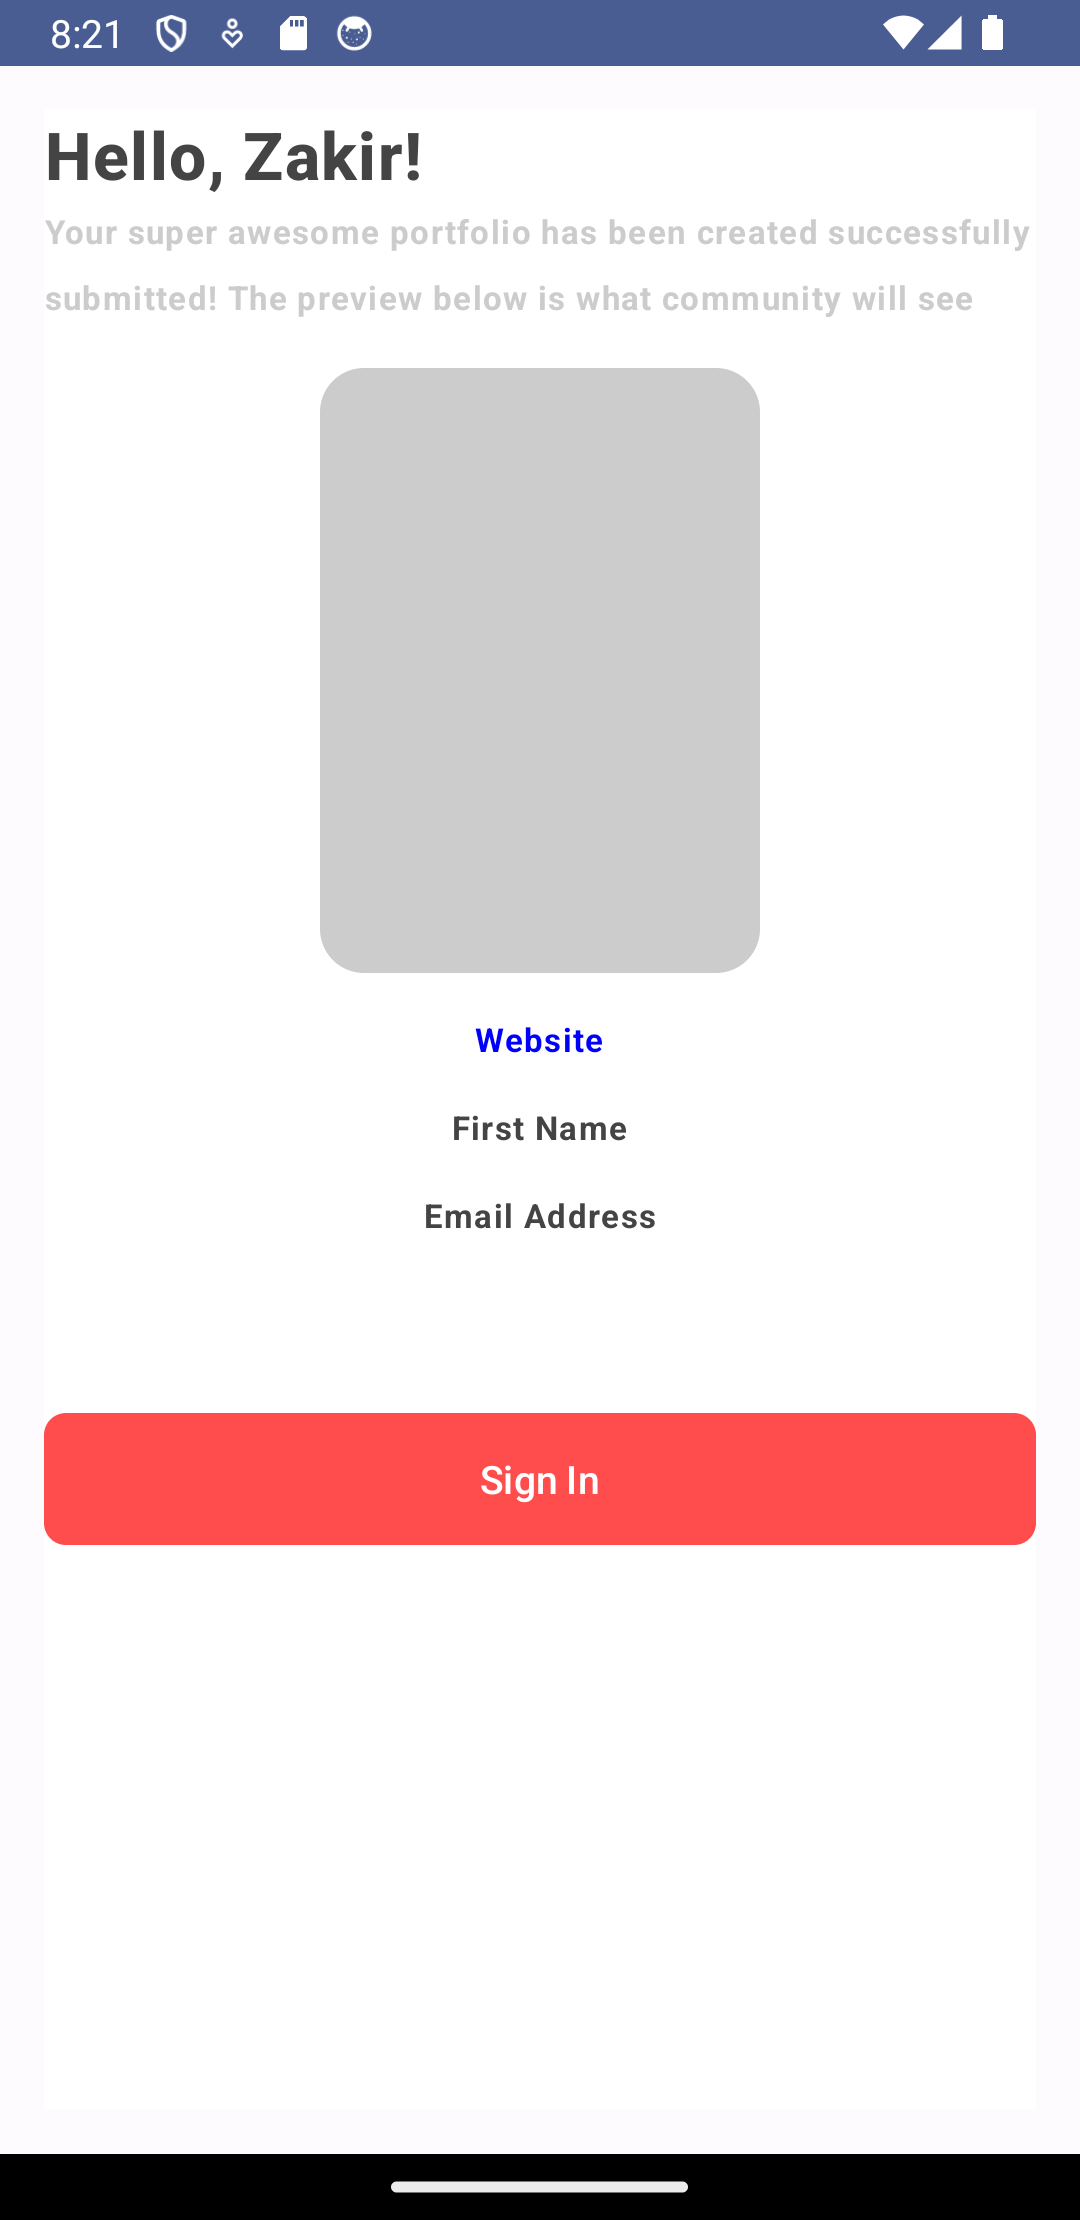 8:21
Hello, Zakir!
Your super awesome portfolio has been created successfully
submitted! The preview below is what community will see
Website
First Name
Email Address
Sign In